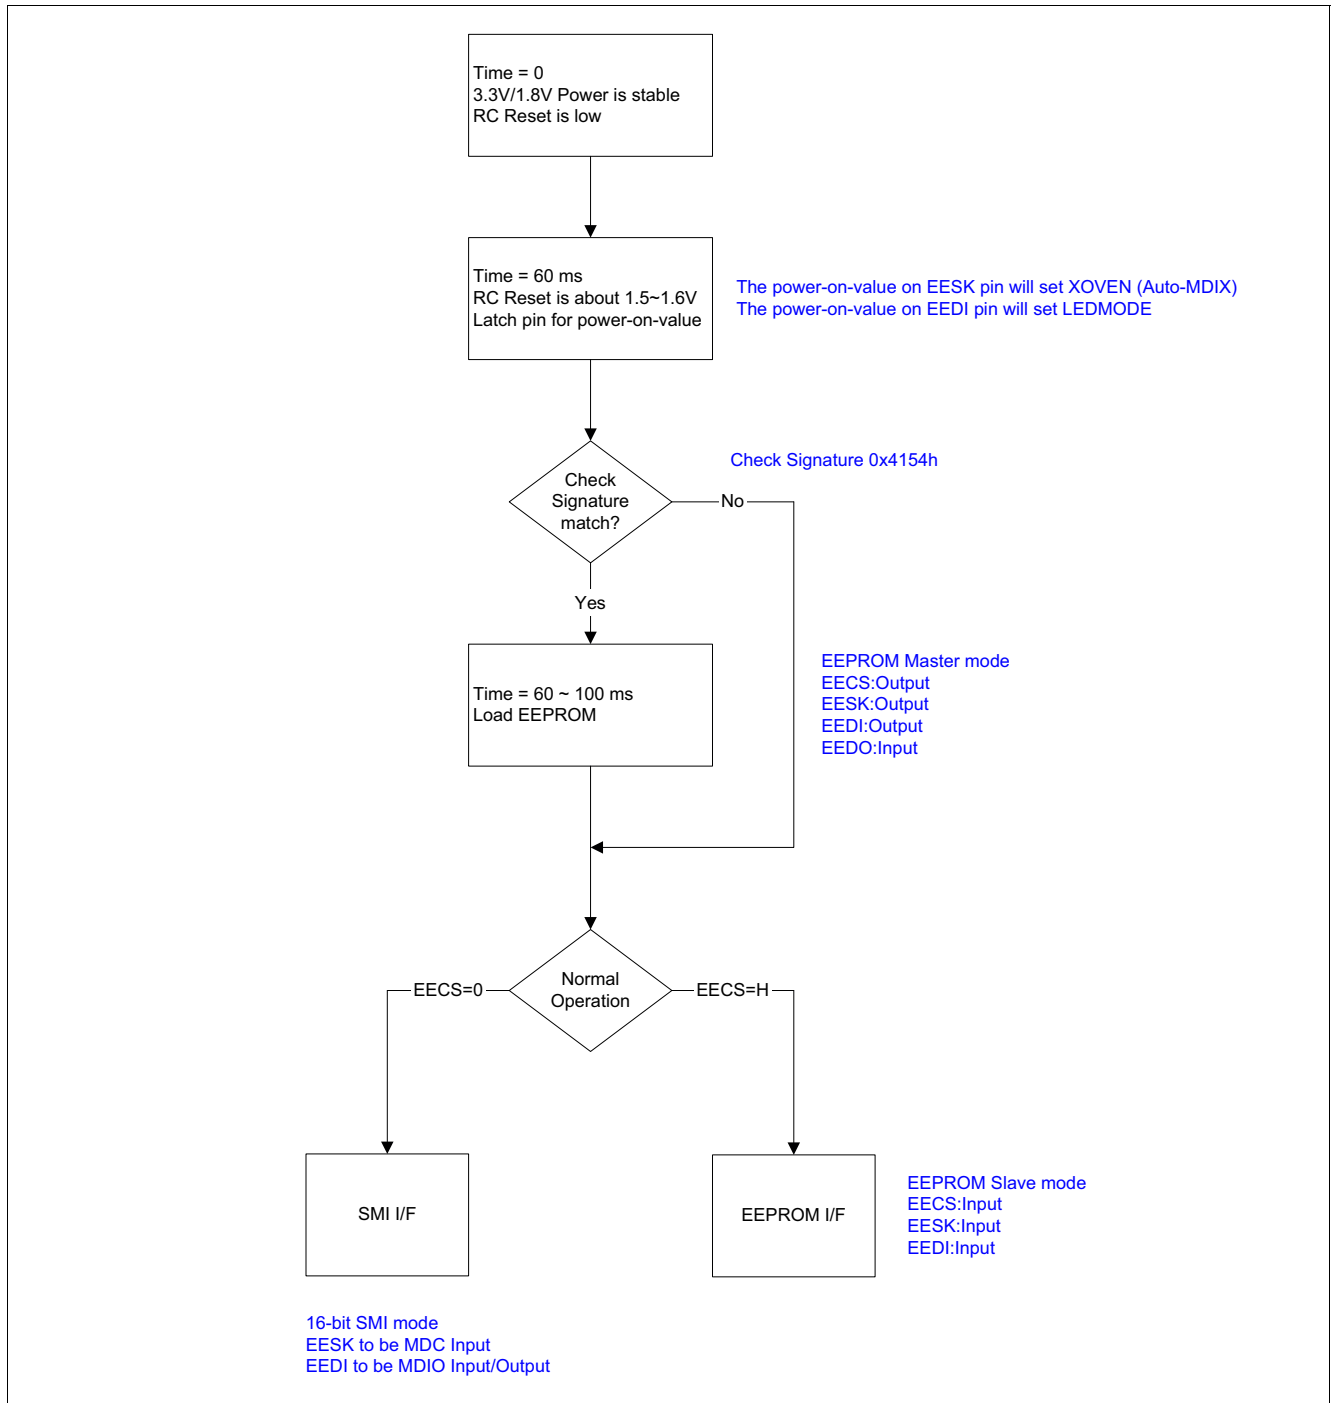 Time = 0
3.3V/1.8V Power is stable
RC Reset is low
Time = 60 ms
RC Reset is about 1.5~1.6V
Latch pin for power-on-value
The power-on-value on EESK pin will set XOVEN (Auto-MDIX)
The power-on-value on EEDI pin will set LEDMODE
Check Signature 0x4154h
Check
Signature
match?
No
Yes
Time = 60 ~ 100 ms
Load EEPROM
EEPROM Master mode
EECS:Output
EESK:Output
EEDI:Output
EEDO:Input
Normal
Operation
EECS=0
EECS=H
SMI I/F
EEPROM I/F
EEPROM Slave mode
EECS:Input
EESK:Input
EEDI:Input
16-bit SMI mode
EESK to be MDC Input
EEDI to be MDIO Input/Output